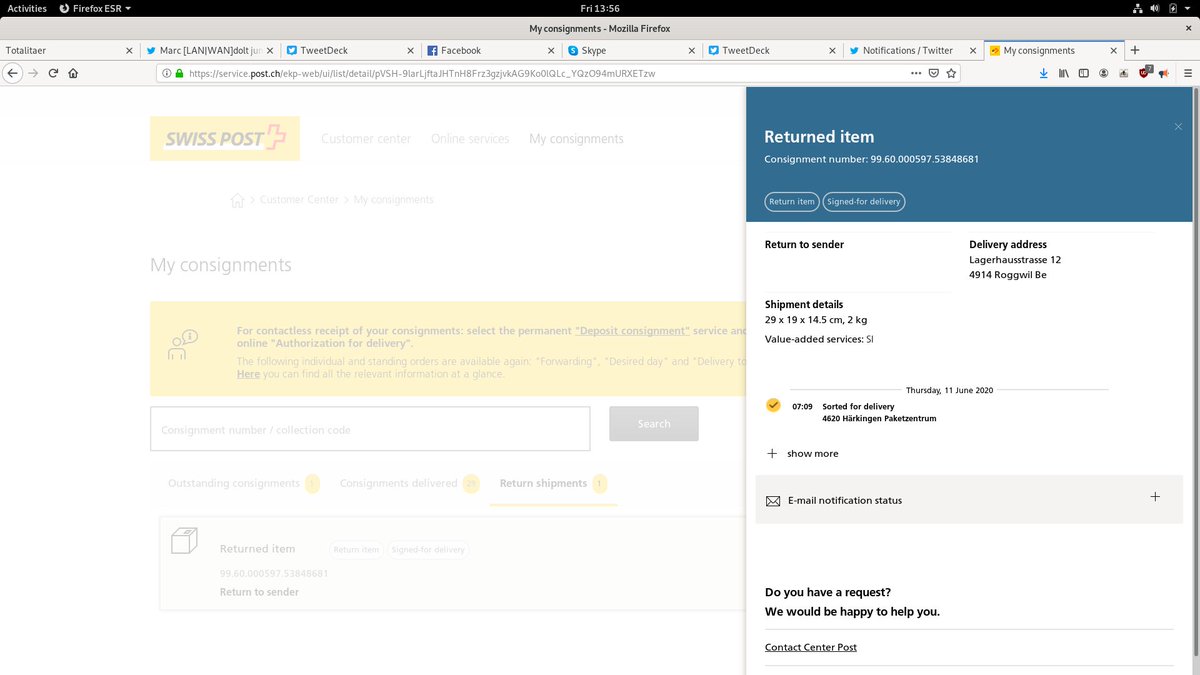 Activities Firefox ESR Fri 13:56
My consignments - Mozilla Firefox
Totalitaer Marc [LAN|WAN]dolt jun TweetDeck Facebook Skype TweetDeck Notifications / Twitter My consignments
https://service.post.ch/ekp-web/ui/list/detail/pVSH-9IarLjftaJHTnH8Frz3gzjvkAG9Ko0IQLc_YQzO94mURXETzw
SWISS POST Customer center Online services My consignments
Customer Center > My consignments
My consignments
For contactless receipt of your consignments: select the permanent "Deposit consignment" service and
online "Authorization for delivery".
The following individual and standing orders are available again: "Forwarding", "Desired day" and "Delivery to
Here you can find all the relevant information at a glance.
Consignment number / collection code Search
Outstanding consignments Consignments delivered 29 Return shipments 1
Returned item Return item Signed-for delivery
99.60.000597.53848681
Return to sender
Returned item
Consignment number: 99.60.000597.53848681
Return item Signed-for delivery
Return to sender
Delivery address
Lagerhausstrasse 12
4914 Roggwil Be
Shipment details
29 x 19 x 14.5 cm, 2 kg
Value-added services: SI
Thursday, 11 June 2020
07:09 Sorted for delivery
4620 Härkingen Paketzentrum
show more
E-mail notification status
Do you have a request?
We would be happy to help you.
Contact Center Post